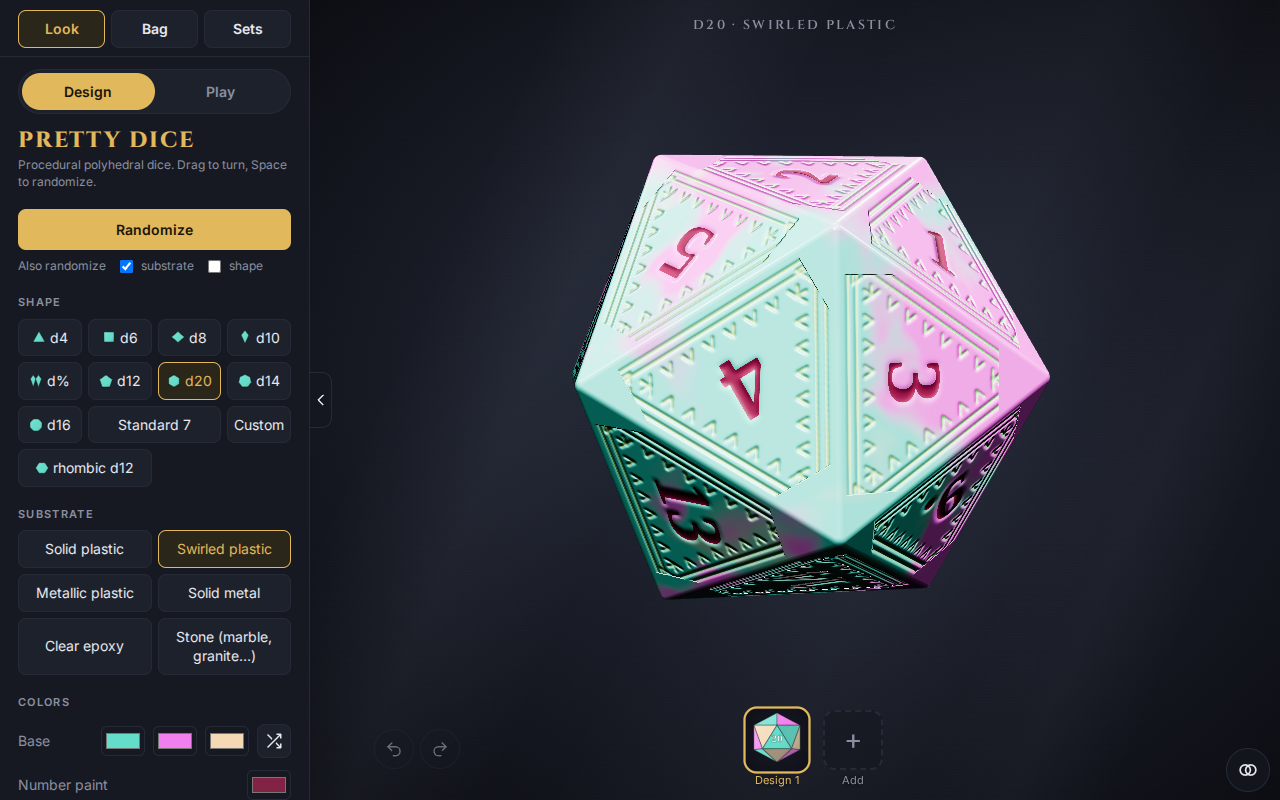 Look
Bag
Sets
Design
Play
PRETTY DICE
Procedural polyhedral dice. Drag to turn, Space
to randomize.
Randomize
Also randomize
substrate
shape
SHAPE
d4
d6
d8
d10
d%
d12
d20
d14
d16
Standard 7
Custom
rhombic d12
SUBSTRATE
Solid plastic
Swirled plastic
Metallic plastic
Solid metal
Clear epoxy
Stone (marble,
granite...)
COLORS
Base
Number paint
D20 · SWIRLED PLASTIC
2
5
1
4
3
13
9.
20
Design 1
+
Add